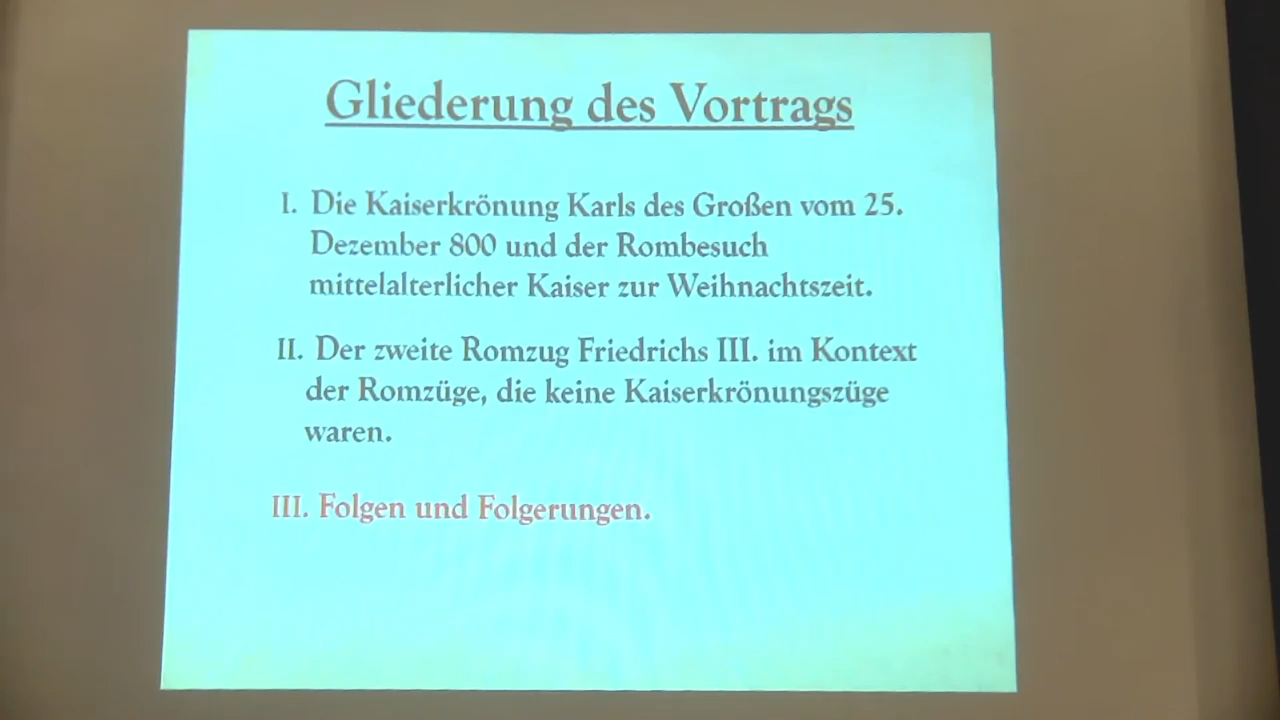 Gliederung des Vortrags
I. Die Kaiserkrönung Karls des Großen vom 25.
Dezember 800 und der Rombesuch
mittelalterlicher Kaiser zur Weihnachtszeit.
II. Der zweite Romzug Friedrichs III. im Kontext
der Romzüge, die keine Kaiserkrönungszüge
waren.
III. Folgen und Folgerungen.